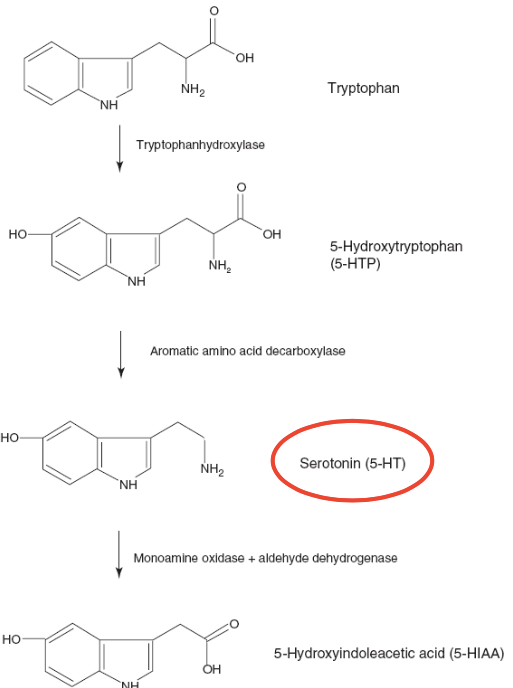 O
OH
NH2
NH
Tryptophan
Tryptophanhydroxylase
O
HO
OH
NH2
NH
5-Hydroxytryptophan
(5-HTP)
Aromatic amino acid decarboxylase
HO
NH2
NH
Serotonin (5-HT)
Monoamine oxidase + aldehyde dehydrogenase
O
HO
OH
NH
5-Hydroxyindoleacetic acid (5-HIAA)